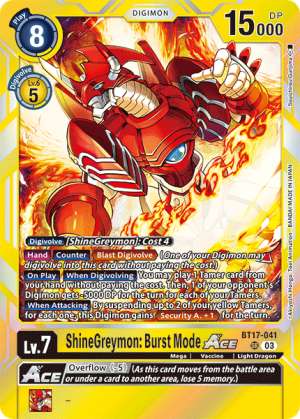 DIGIMON
Play
8
15000
DP
Digivolve
Lv.6
5
Digivolve [ShineGreymon]: Cost 4
Hand Counter Blast Digivolve (One of your Digimon may
digivolve into this card without paying the cost.)
On Play When Digivolving You may play 1 Tamer card from
your hand without paying the cost. Then, 1 of your opponent's
Digimon gets -5000 DP for the turn for each of your Tamers.
When Attacking By suspending up to 2 of your yellow Tamers,
for each one, this Digimon gains Security A. +1 for the turn.
BT17-041
Lv.7
ShineGreymon: Burst Mode ACE
SR 03
Mega | Vaccine | Light Dragon
ACE Overflow ⟨-5⟩ (As this card moves from the battle area
or under a card to another area, lose 5 memory.)
–